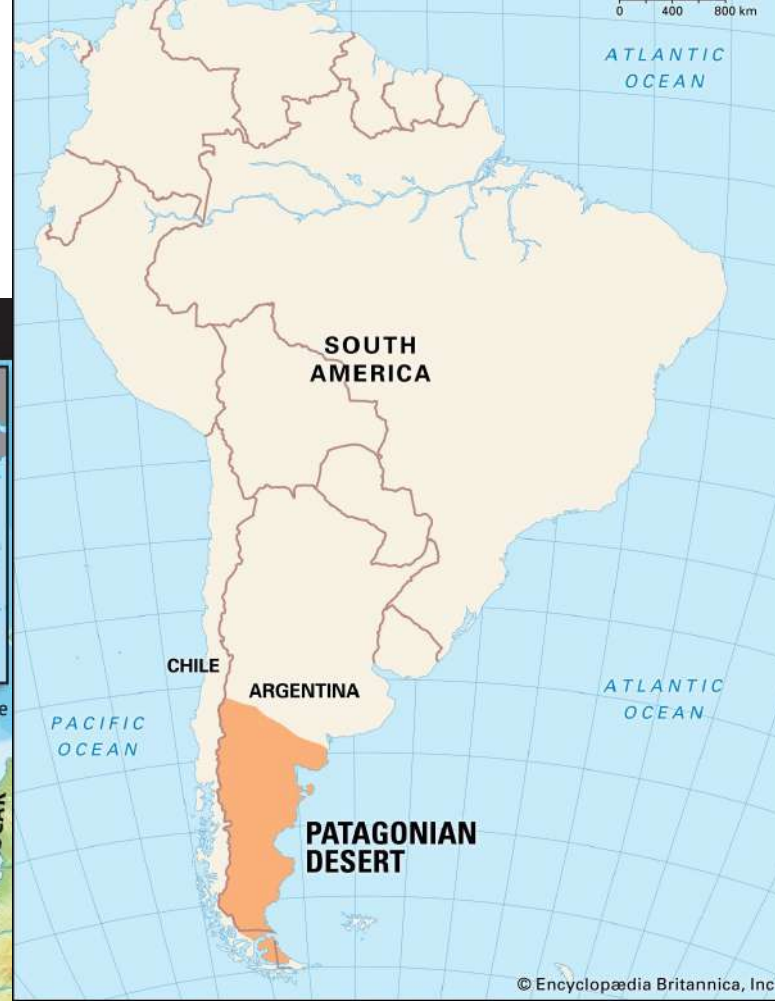 0 400 800 km
ATLANTIC
OCEAN
SOUTH
AMERICA
CHILE
ARGENTINA
ATLANTIC
OCEAN
PACIFIC
OCEAN
PATAGONIAN
DESERT
© Encyclopædia Britannica, Inc